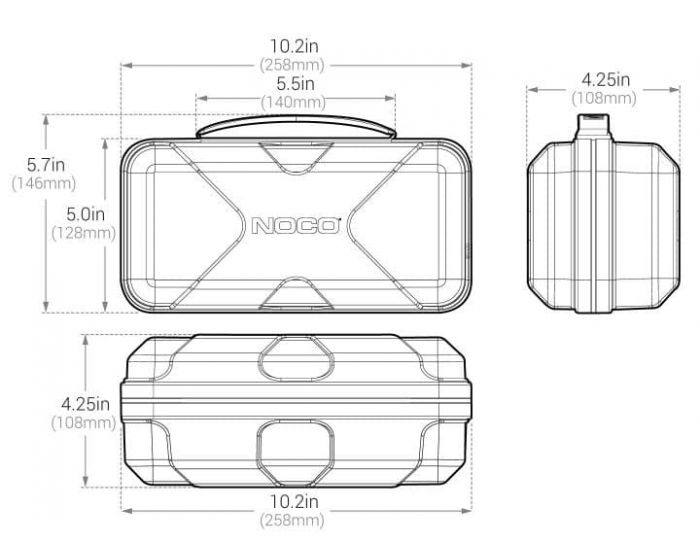 10.2in
(258mm)
5.5in
(140mm)
4.25in
(108mm)
5.7in
(146mm)
5.0in
(128mm)
NOCO
4.25in
(108mm)
10.2in
(258mm)